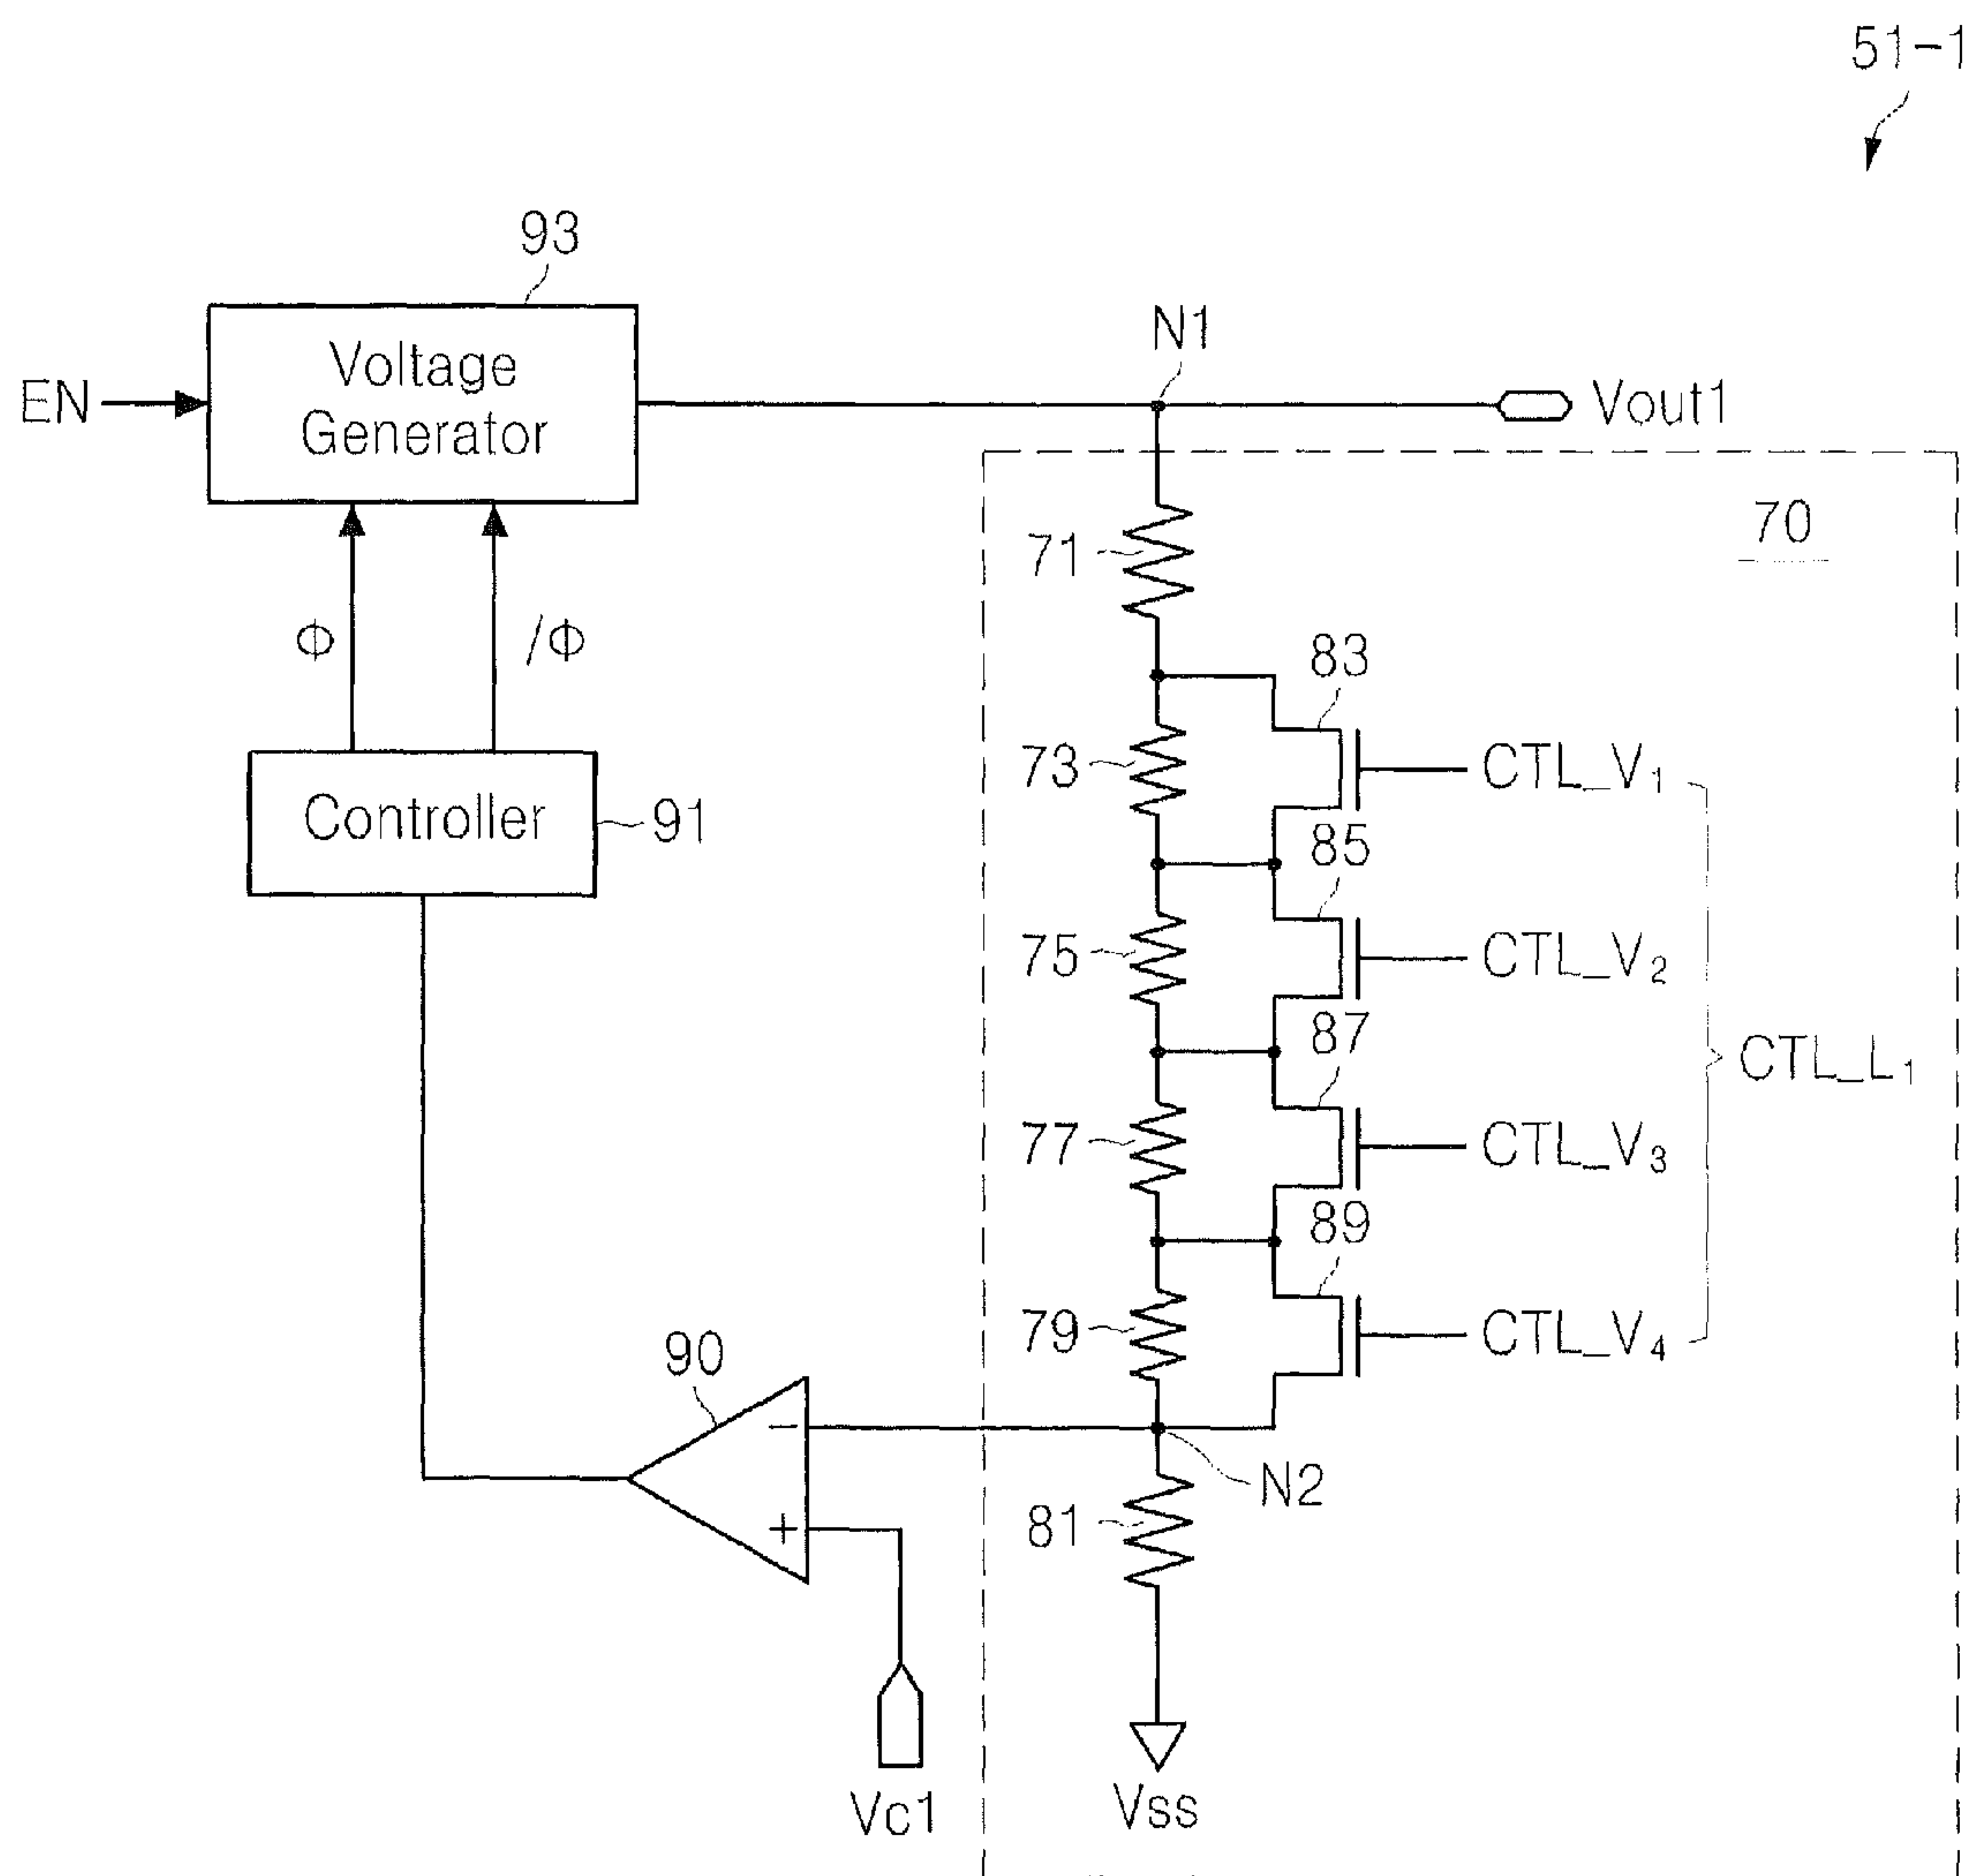 51-1
93
N1
Voltage
Generator
EN
Vout1
70
71
Φ
/Φ
83
73
CTL_V1
Controller
91
85
75
CTL_V2
87
CTL_L1
77
CTL_V3
89
79
CTL_V4
90
−
N2
81
+
Vc1
Vss